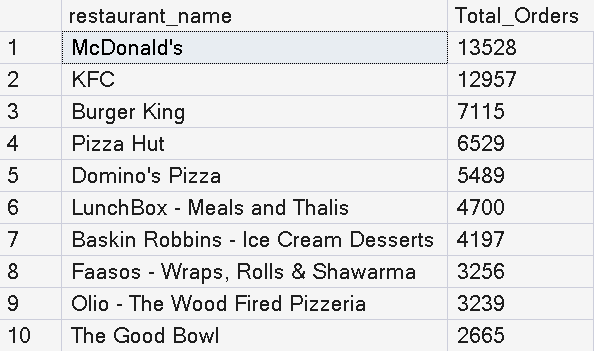 restaurant_name Total_Orders
1 McDonald's 13528
2 KFC 12957
3 Burger King 7115
4 Pizza Hut 6529
5 Domino's Pizza 5489
6 LunchBox - Meals and Thalis 4700
7 Baskin Robbins - Ice Cream Desserts 4197
8 Faasos - Wraps, Rolls & Shawarma 3256
9 Olio - The Wood Fired Pizzeria 3239
10 The Good Bowl 2665